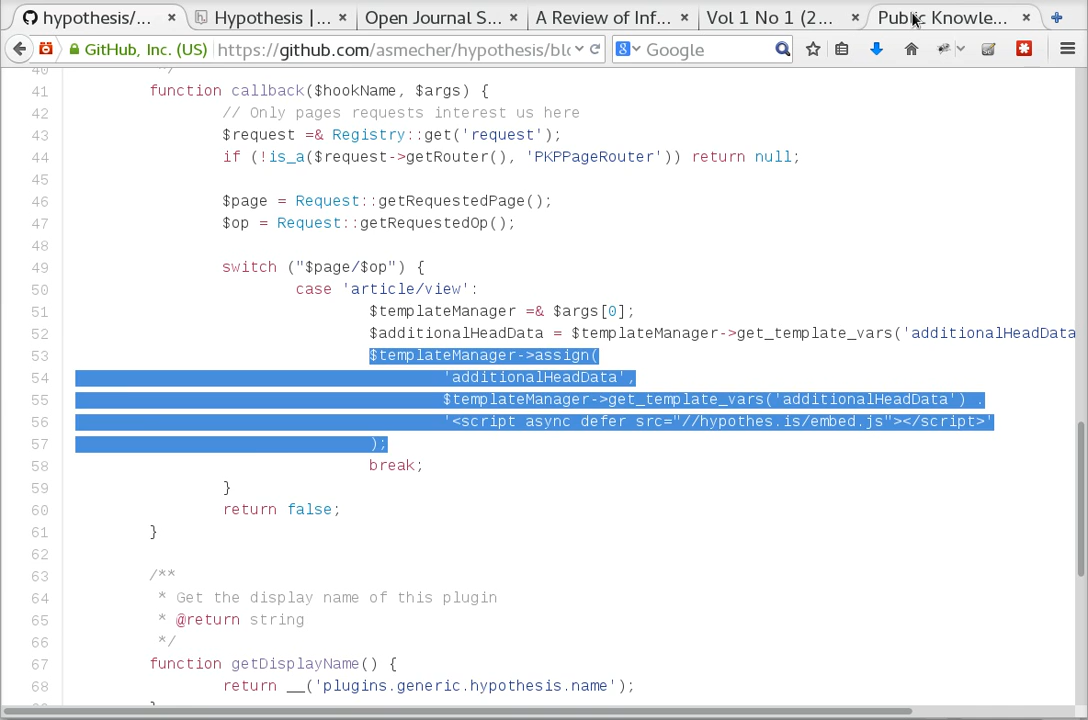 hypothesis/... × Hypothesis |... × Open Journal S... × A Review of Inf... × Vol 1 No 1 (2... × Public Knowle... ×
GitHub, Inc. (US) https://github.com/asmecher/hypothesis/blo Google
40 */
41 function callback($hookName, $args) {
42 // Only pages requests interest us here
43 $request =& Registry::get('request');
44 if (!is_a($request->getRouter(), 'PKPPageRouter')) return null;
45
46 $page = Request::getRequestedPage();
47 $op = Request::getRequestedOp();
48
49 switch ("$page/$op") {
50 case 'article/view':
51 $templateManager =& $args[0];
52 $additionalHeadData = $templateManager->get_template_vars('additionalHeadData
53 $templateManager->assign(
54 'additionalHeadData',
55 $templateManager->get_template_vars('additionalHeadData') .
56 '<script async defer src="//hypothes.is/embed.js"></script>'
57 );
58 break;
59 }
60 return false;
61 }
62
63 /**
64 * Get the display name of this plugin
65 * @return string
66 */
67 function getDisplayName() {
68 return __('plugins.generic.hypothesis.name');